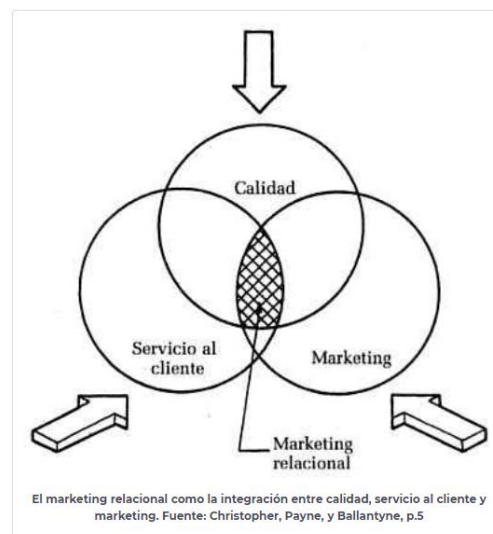 Calidad
Servicio al
cliente
Marketing
Marketing
relacional
El marketing relacional como la integración entre calidad, servicio al cliente y
marketing. Fuente: Christopher, Payne, y Ballantyne, p.5